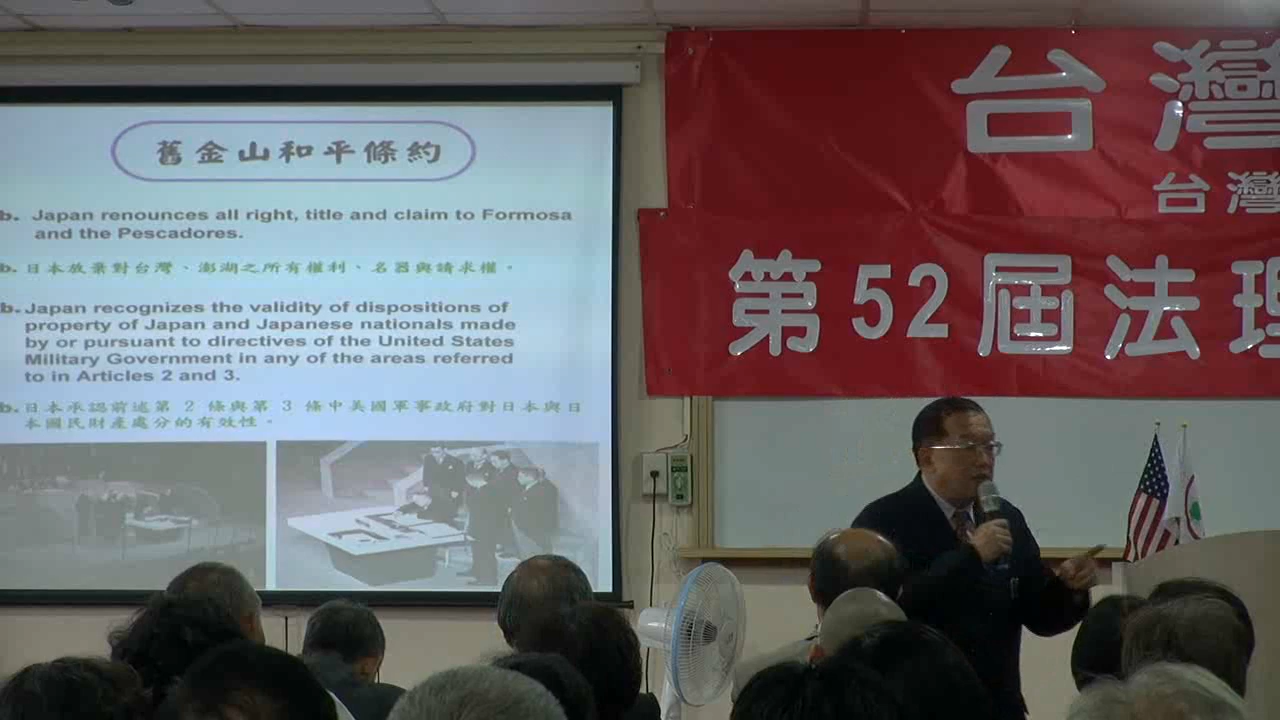 舊金山和平條約
b. Japan renounces all right, title and claim to Formosa
and the Pescadores.
b. 日本放棄對台灣、澎湖之所有權利、名器與請求權。
b. Japan recognizes the validity of dispositions of
property of Japan and Japanese nationals made
by or pursuant to directives of the United States
Military Government in any of the areas referred
to in Articles 2 and 3.
b. 日本承認前述第 2 條與第 3 條中美國軍事政府對日本與日
本國民財產處分的有效性。
台灣
台灣
第52屆法理